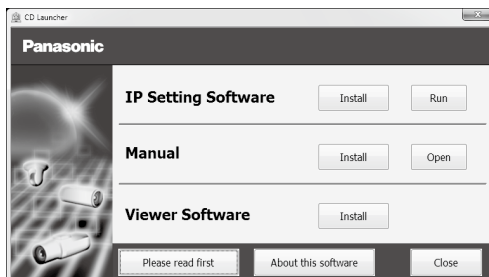 CD Launcher
Panasonic
IP Setting Software Install Run
Manual Install Open
Viewer Software Install
Please read first About this software Close